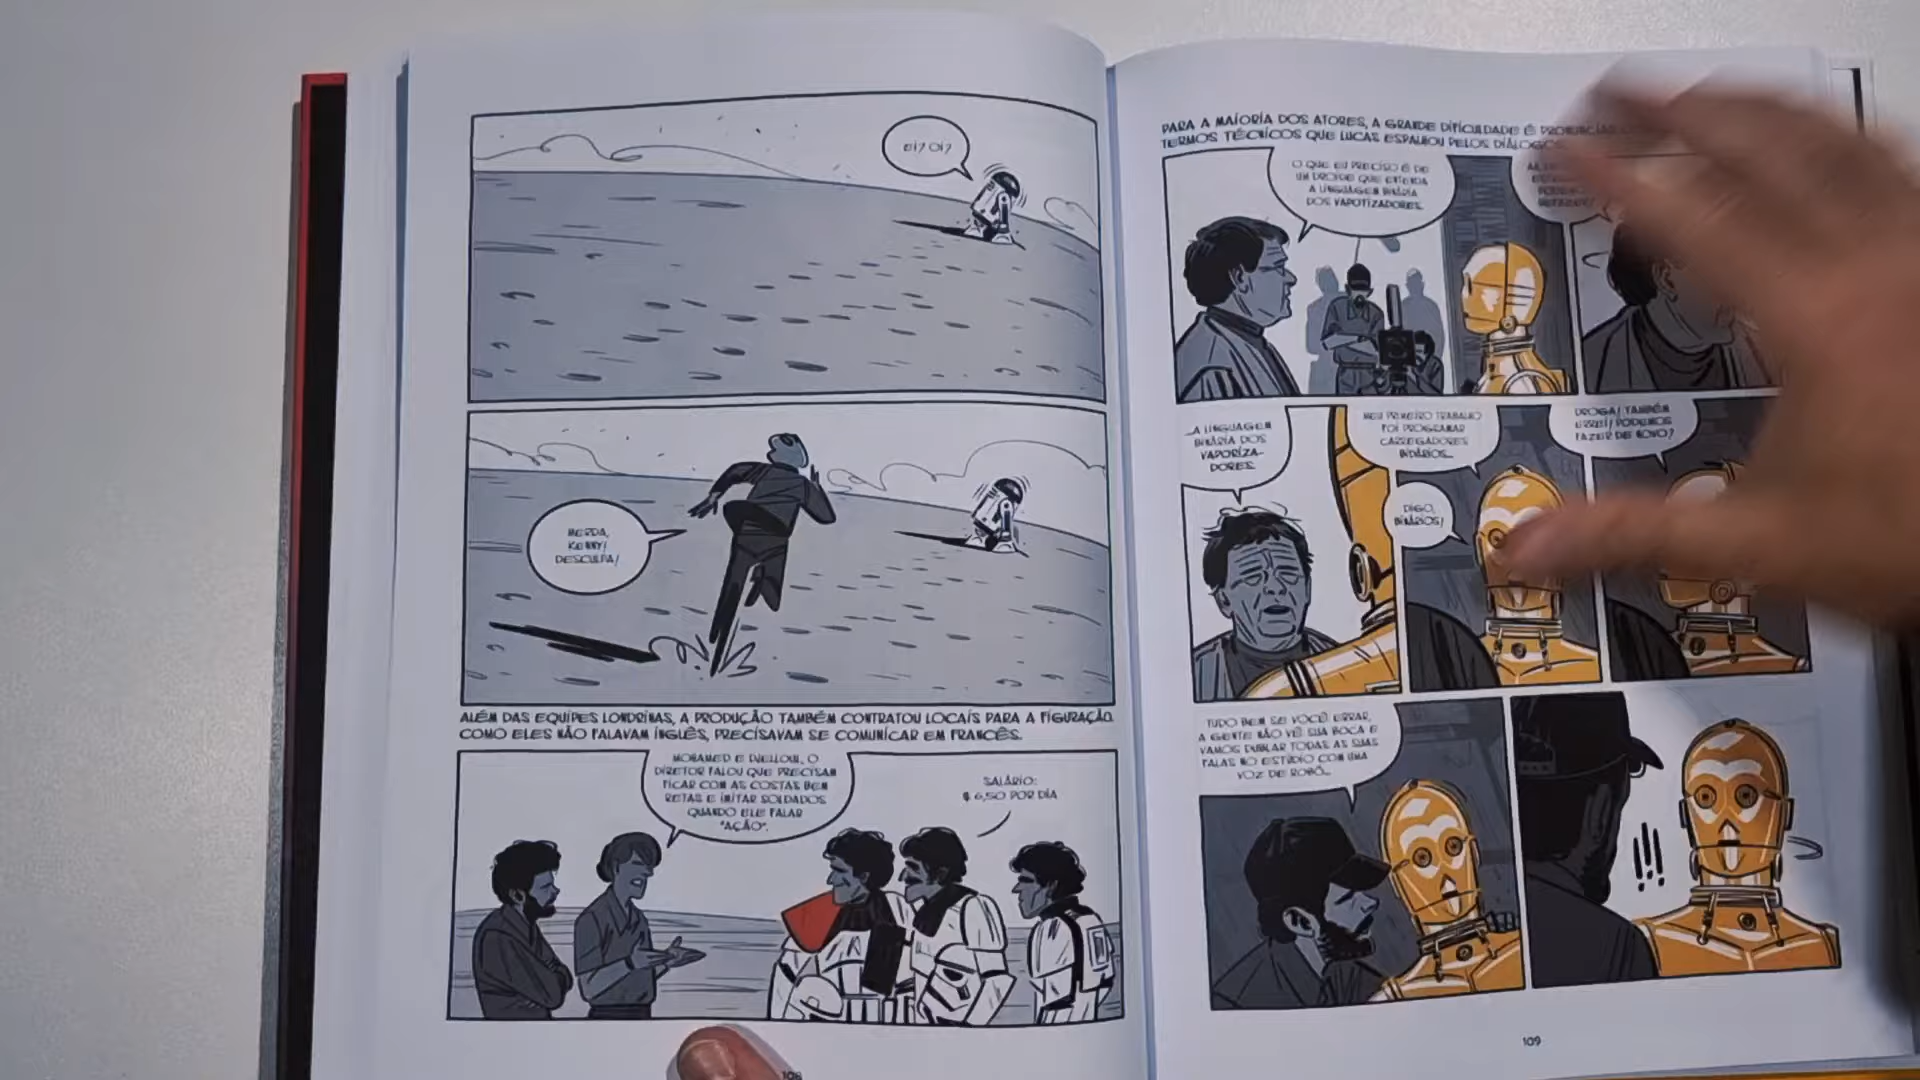 EI? OI?
MERDA,
KENNY!
DESCULPA!
ALÉM DAS EQUIPES LONDRINAS, A PRODUÇÃO TAMBÉM CONTRATOU LOCAIS PARA A FIGURAÇÃO.
COMO ELES NÃO FALAVAM INGLÊS, PRECISAVAM SE COMUNICAR EM FRANCÊS.
MOHAMED E DJELLOUL, O
DIRETOR FALOU QUE PRECISAM
FICAR COM AS COSTAS BEM
RETAS E IMITAR SOLDADOS
QUANDO ELE FALAR
"AÇÃO".
SALÁRIO:
$ 6,50 POR DIA
108
PARA A MAIORIA DOS ATORES, A GRANDE DIFICULDADE É PRONUNCIAR
TERMOS TÉCNICOS QUE LUCAS ESPALHOU PELOS DIÁLOGOS.
O QUE EU PRECISO É DE
UM DROIDE QUE ENTENDA
A LINGUAGEM BINÁRIA
DOS VAPOTIZADORES.
...A LINGUAGEM
BINÁRIA DOS
VAPORIZA-
DORES.
MEU PRIMEIRO TRABALHO
FOI PROGRAMAR
CARREGADORES
BIDÁRIOS...
DIGO,
BINÁRIOS!
DROGA! TAMBÉM
ERREI! PODEMOS
FAZER DE NOVO?
TUDO BEM SE VOCÊ ERRAR,
A GENTE NÃO VÊ SUA BOCA E
VAMOS DUBLAR TODAS AS SUAS
FALAS NO ESTÚDIO COM UMA
VOZ DE ROBÔ...
!!!
109